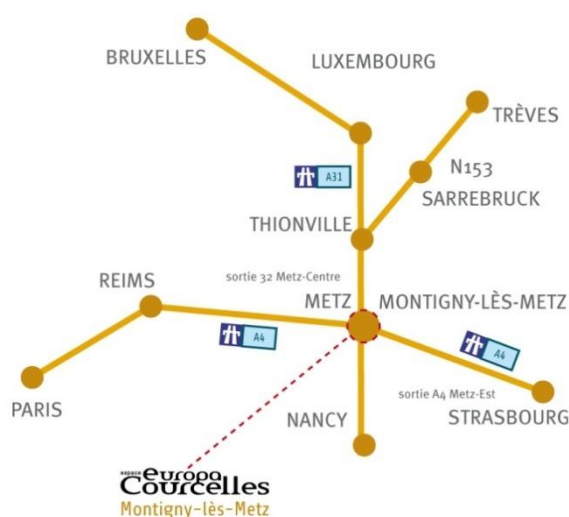 BRUXELLES
LUXEMBOURG
TRÈVES
N153
A31
SARREBRUCK
THIONVILLE
REIMS
sortie 32 Metz-Centre
METZ
MONTIGNY-LÈS-METZ
A4
A4
PARIS
NANCY
sortie A4 Metz-Est
STRASBOURG
espace europa
Courcelles
Montigny-lès-Metz